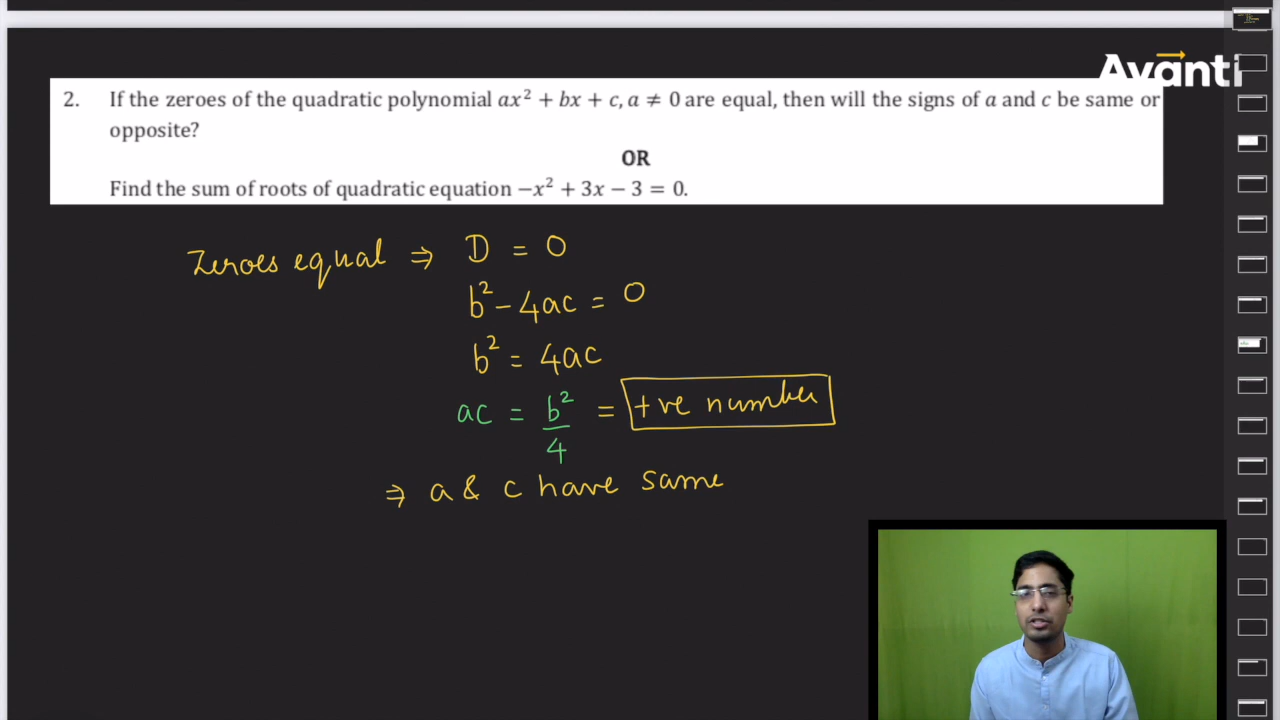 Avanti
2. If the zeroes of the quadratic polynomial ax² + bx + c, a ≠ 0 are equal, then will the signs of a and c be same or
opposite?
OR
Find the sum of roots of quadratic equation −x² + 3x − 3 = 0.
Zeroes equal ⇒ D = 0
b² − 4ac = 0
b² = 4ac
ac = b²/4 = +ve number
⇒ a & c have same